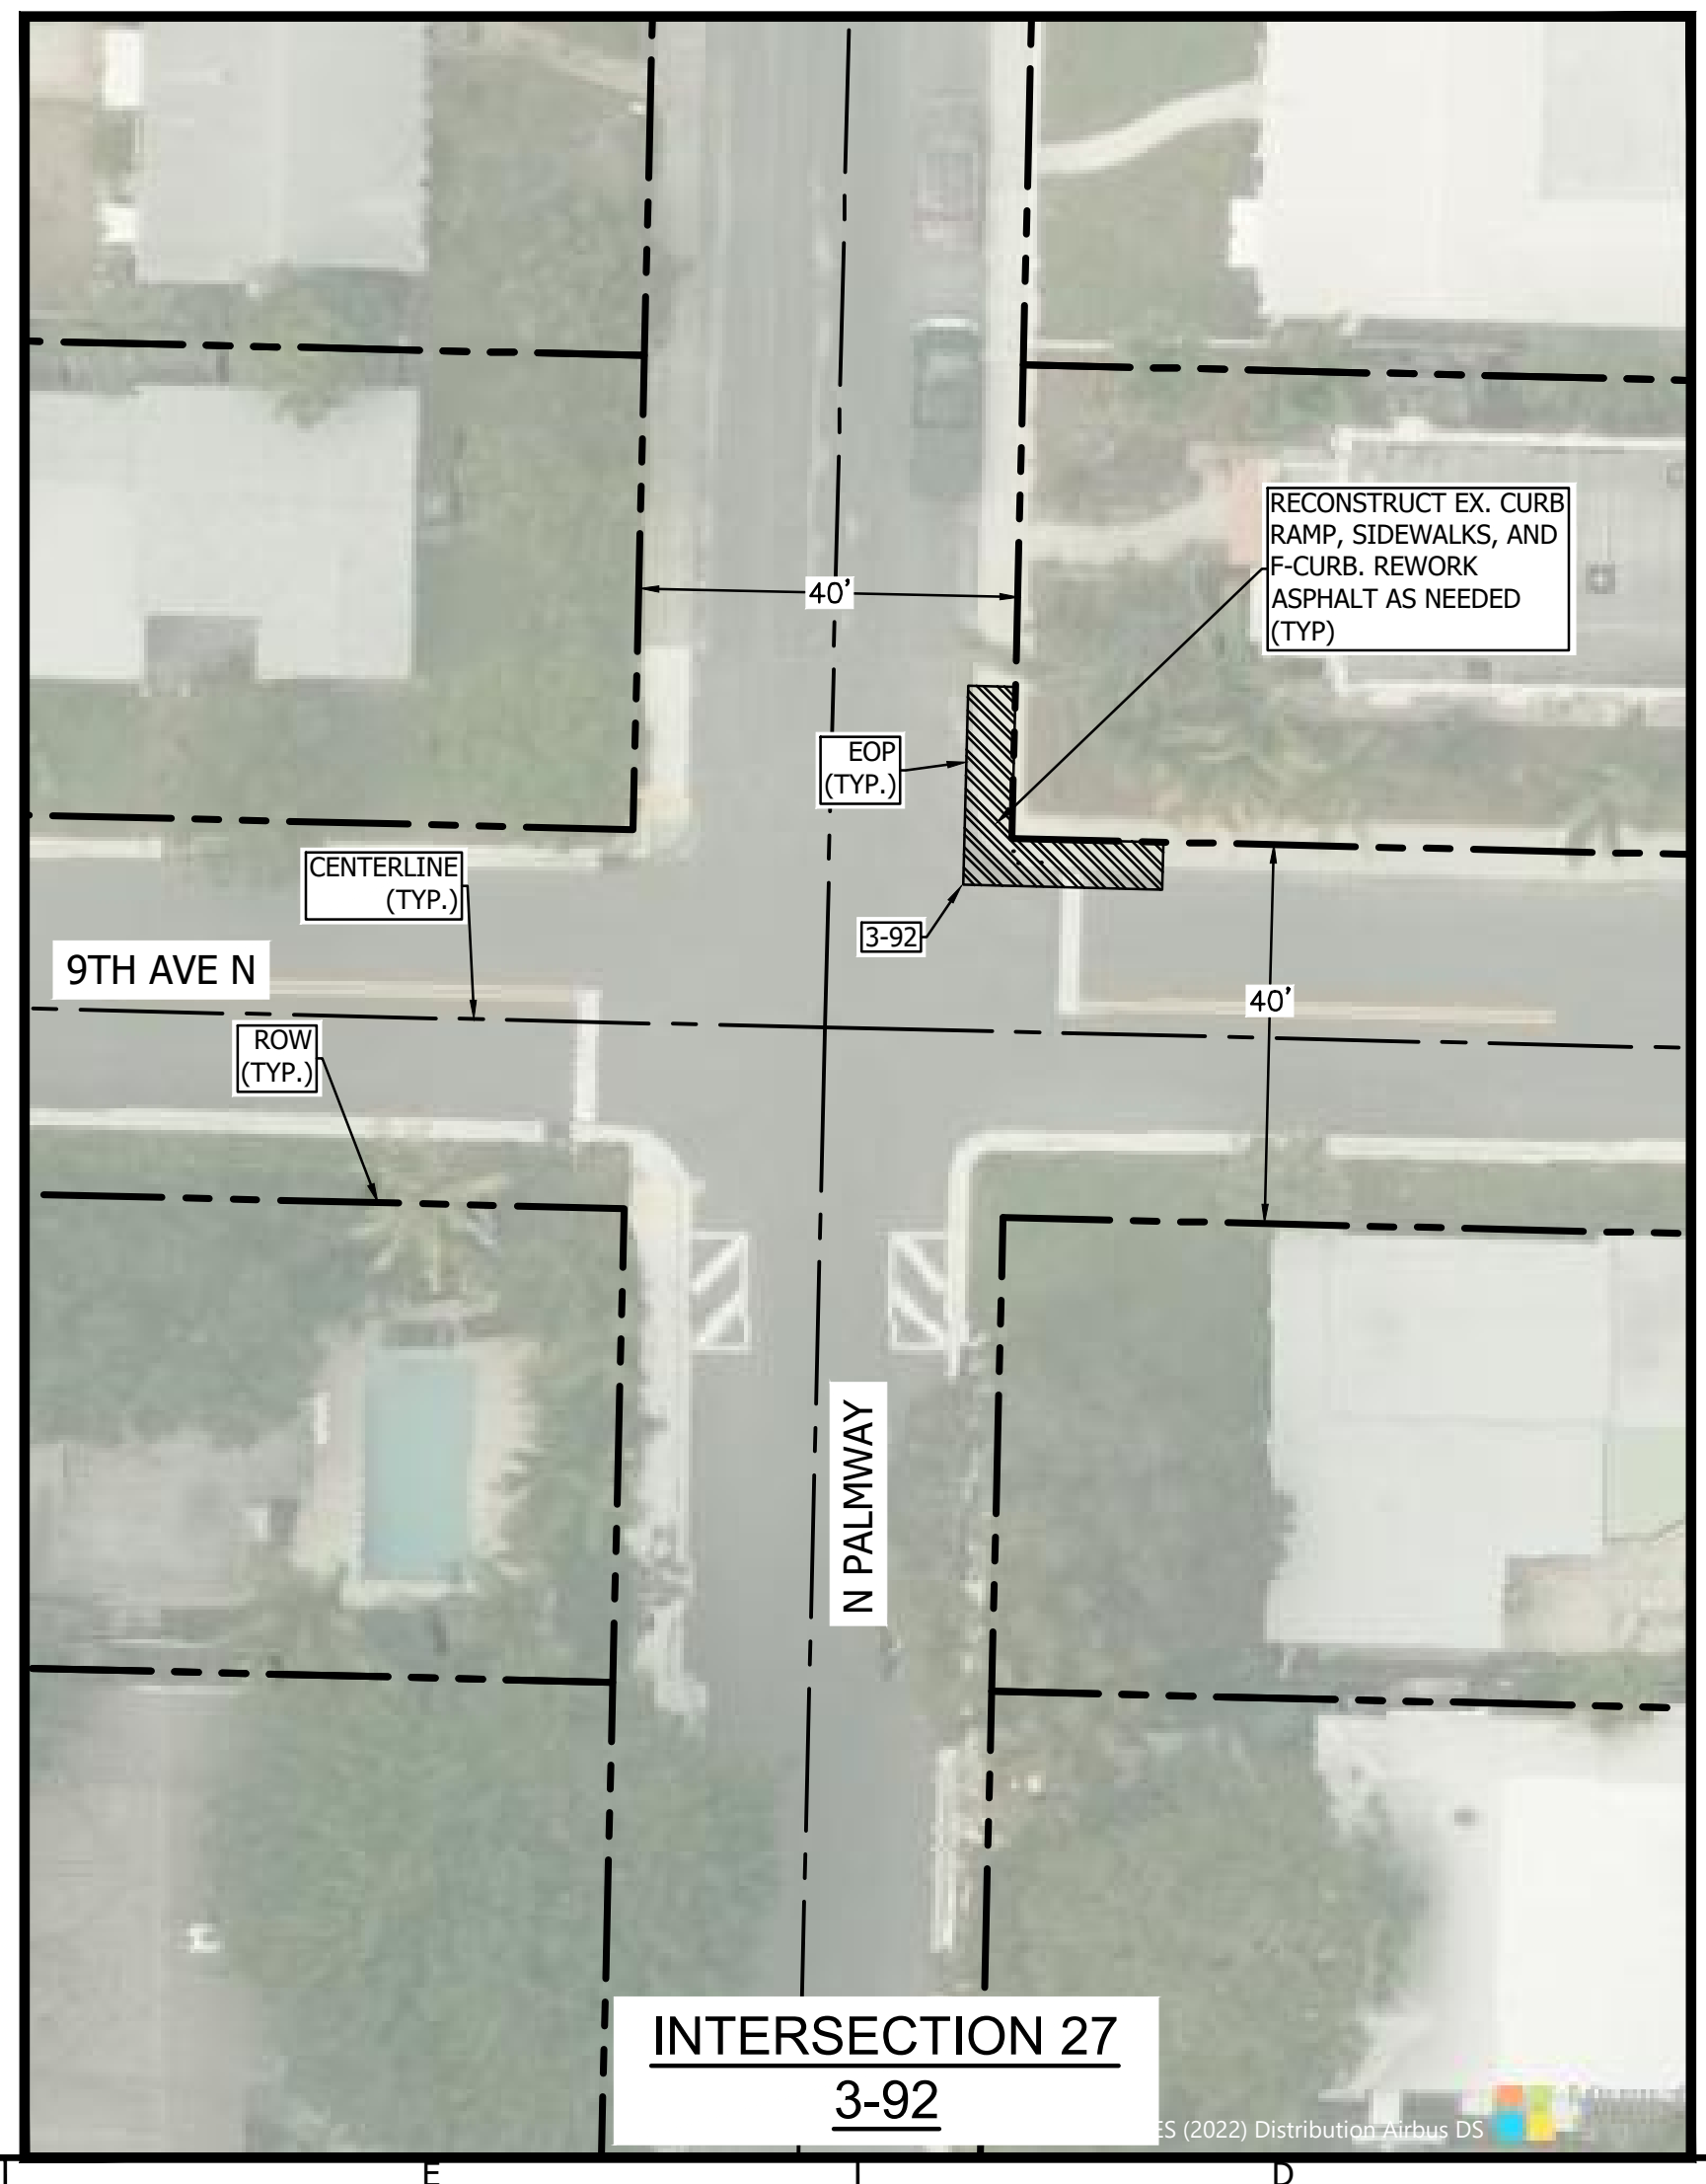 RECONSTRUCT EX. CURB
RAMP, SIDEWALKS, AND
F-CURB. REWORK
ASPHALT AS NEEDED
(TYP)
40'
EOP
(TYP.)
CENTERLINE
(TYP.)
3-92
9TH AVE N
40'
ROW
(TYP.)
N PALMWAY
INTERSECTION 27
3-92
ES (2022) Distribution Airbus DS
E
D